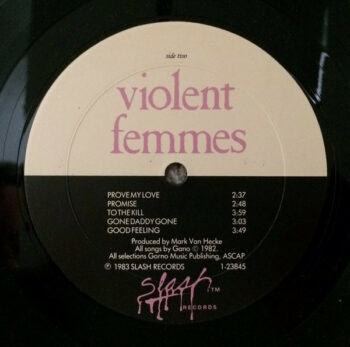 side two
violent
femmes
PROVE MY LOVE 2:37
PROMISE 2:48
TO THE KILL 3:59
GONE DADDY GONE 3:03
GOOD FEELING 3:49
Produced by Mark Van Hecke
All songs by Gano © 1982.
All selections Gorno Music Publishing, ASCAP.
℗ 1983 SLASH RECORDS 1-23845
Slash TM
RECORDS